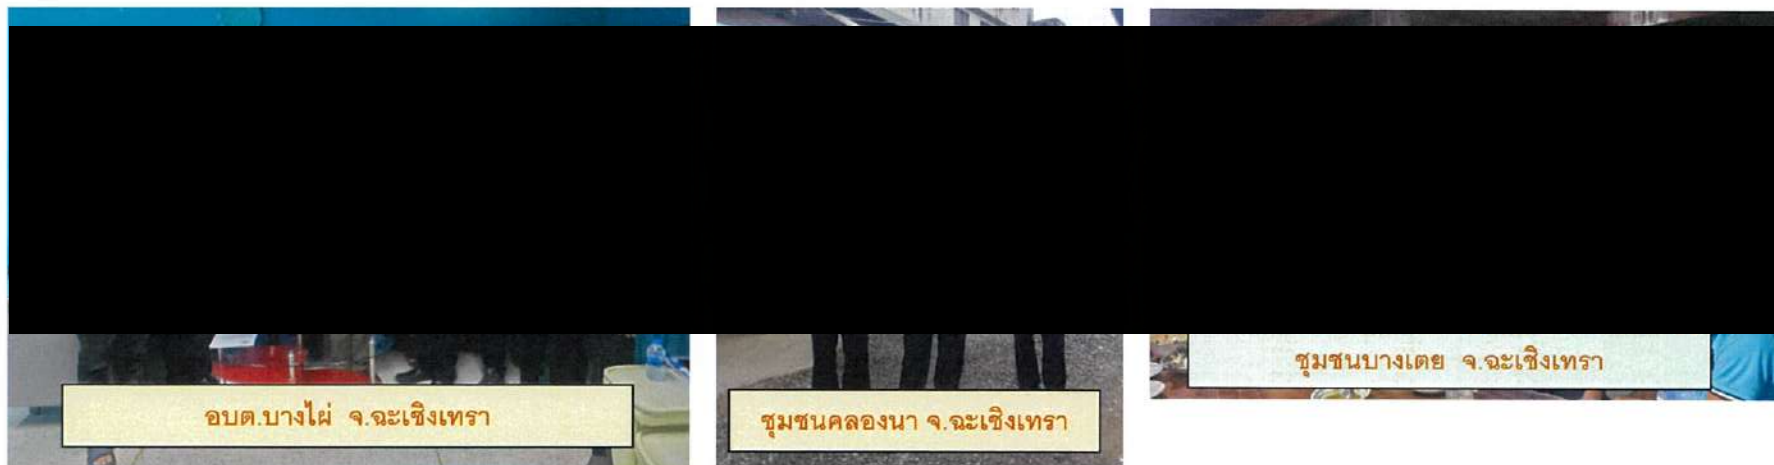 อบต.บางไผ่ จ.ฉะเชิงเทรา
ชุมชนคลองนา จ.ฉะเชิงเทรา
ชุมชนบางเตย จ.ฉะเชิงเทรา